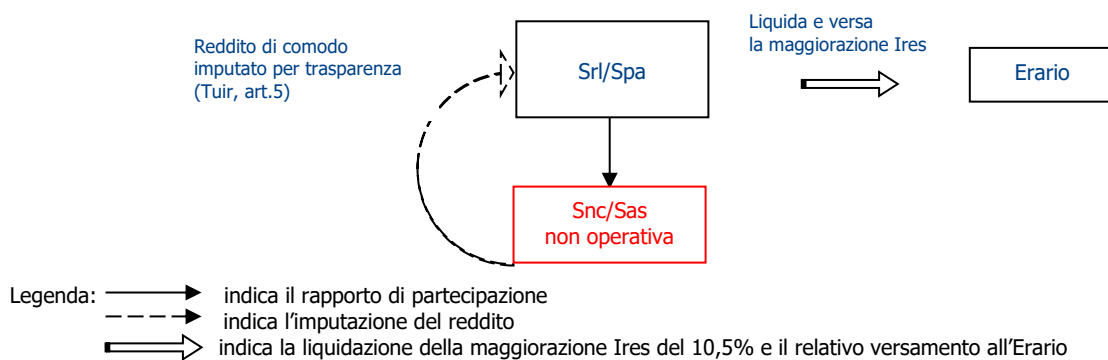 Reddito di comodo
imputato per trasparenza
(Tuir, art.5)
Srl/Spa
Liquida e versa
la maggiorazione Ires
Erario
Snc/Sas
non operativa
Legenda:
indica il rapporto di partecipazione
indica l'imputazione del reddito
indica la liquidazione della maggiorazione Ires del 10,5% e il relativo versamento all'Erario